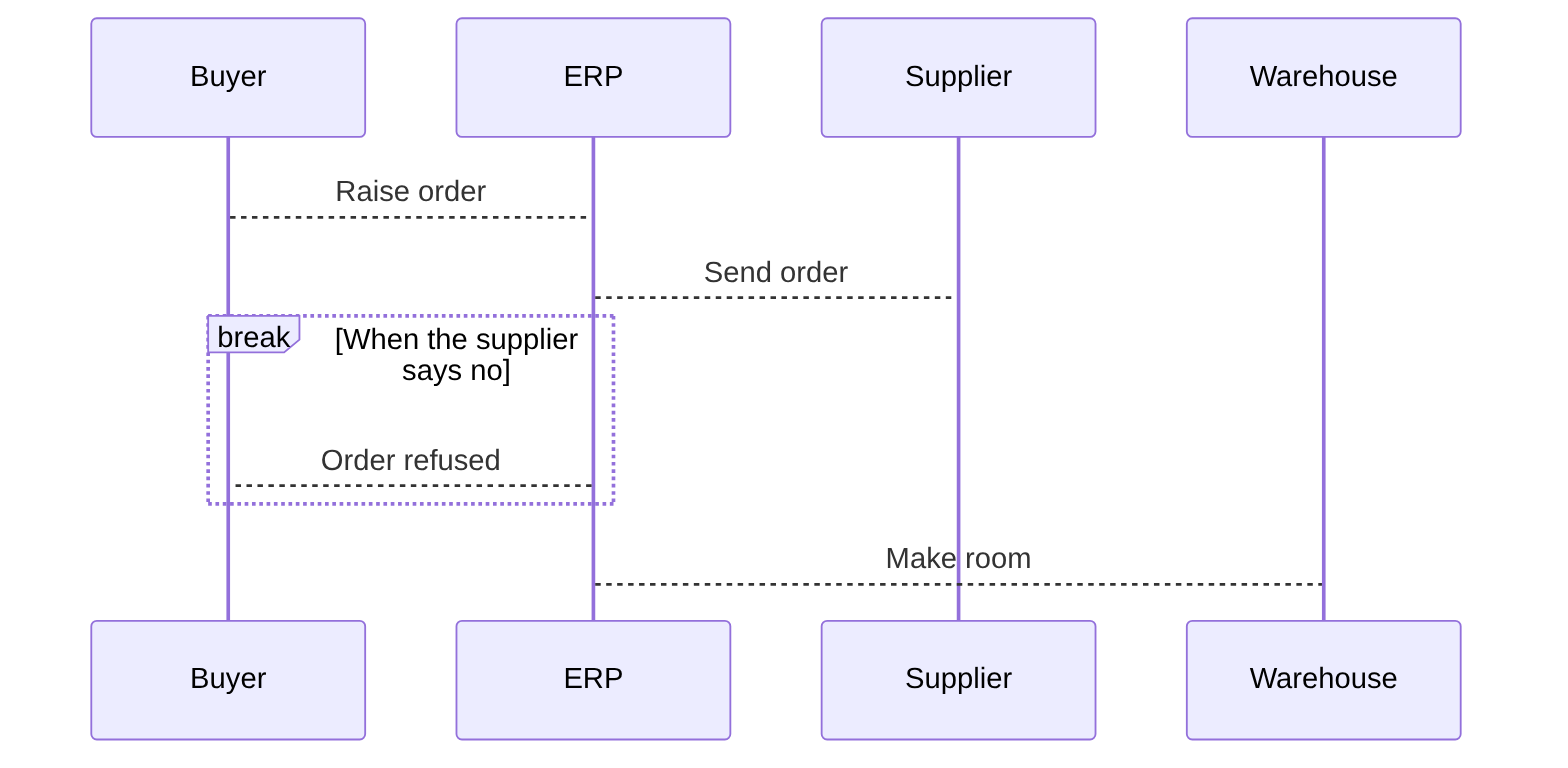 Buyer
ERP
Supplier
Warehouse
Raise order
Send order
break
[When the supplier
says no]
Order refused
Make room
Buyer
ERP
Supplier
Warehouse